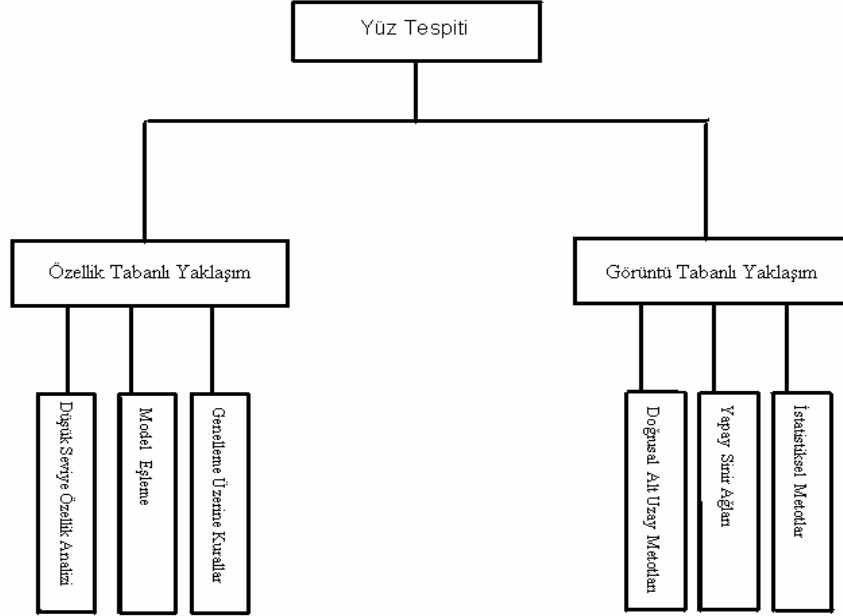 Yüz Tespiti
Özellik Tabanlı Yaklaşım
Görüntü Tabanlı Yaklaşım
Düşük Seviye Özellik Analizi
Model Eşleme
Genelleme Üzerine Kurallar
Doğrusal Alt Uzay Metotları
Yapay Sinir Ağları
İstatistiksel Metotlar